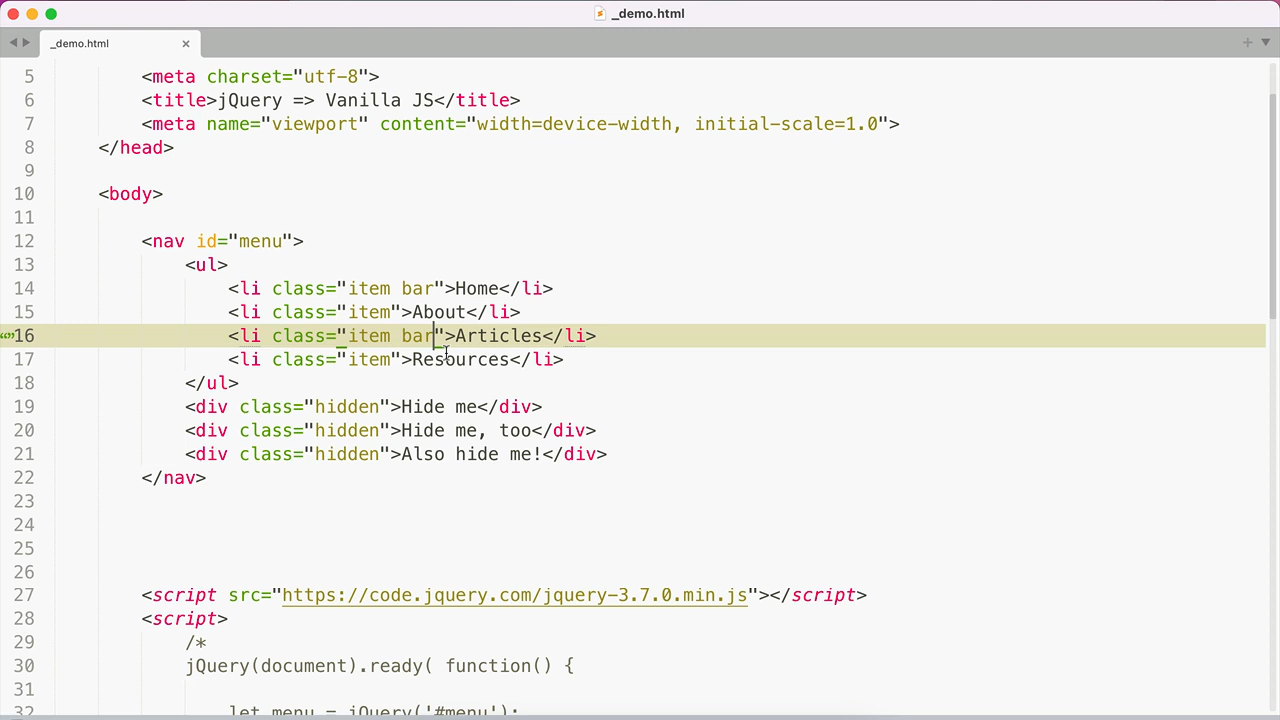 _demo.html
_demo.html
5 <meta charset="utf-8">
6 <title>jQuery => Vanilla JS</title>
7 <meta name="viewport" content="width=device-width, initial-scale=1.0">
8 </head>
9
10 <body>
11
12 <nav id="menu">
13 <ul>
14 <li class="item bar">Home</li>
15 <li class="item">About</li>
16 <li class="item bar">Articles</li>
17 <li class="item">Resources</li>
18 </ul>
19 <div class="hidden">Hide me</div>
20 <div class="hidden">Hide me, too</div>
21 <div class="hidden">Also hide me!</div>
22 </nav>
23
24
25
26
27 <script src="https://code.jquery.com/jquery-3.7.0.min.js"></script>
28 <script>
29 /*
30 jQuery(document).ready( function() {
31
32 let menu = jQuery('#menu');